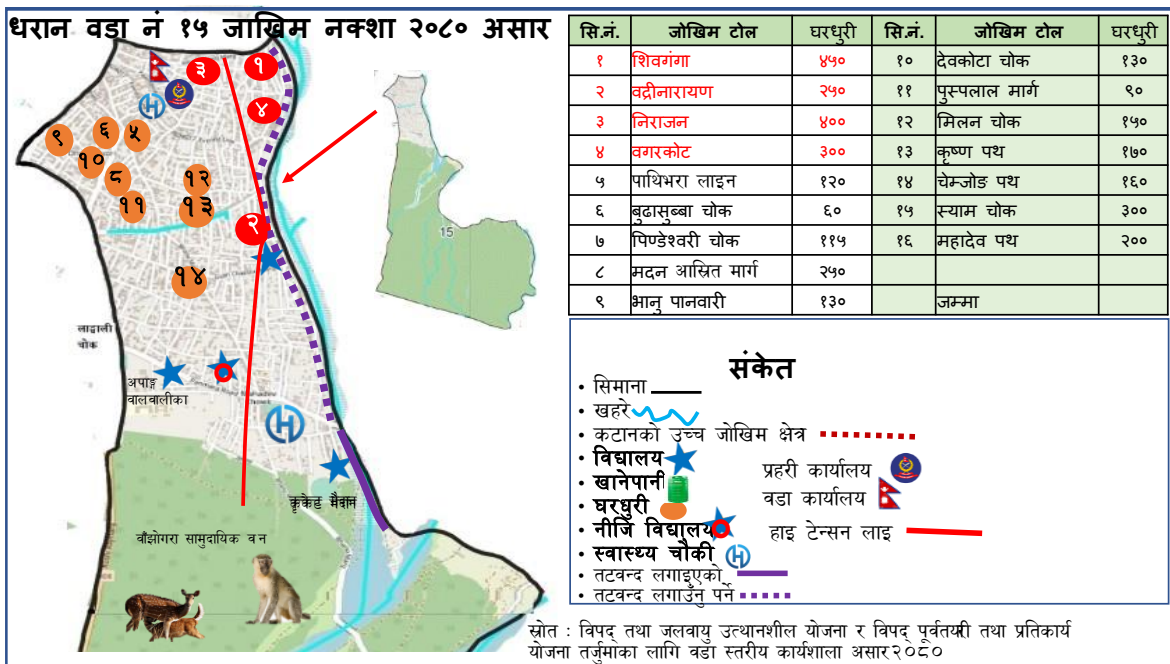 धरान वडा नं १५ जोखिम नक्शा २०८० असार
३
१
४
९
६
५
१०
८
१२
११
१३
२
१४
लाद्वाली
चोक
अपाङ्ग
वालवालीका
कृकेट मैदान
वाँझोगरा सामुदायिक वन
15
सि.नं. जोखिम टोल घरधुरी सि.नं. जोखिम टोल घरधुरी
१ शिवगंगा ४५० १० देवकोटा चोक १३०
२ वद्रीनारायण २५० ११ पुस्पलाल मार्ग ९०
३ निराजन ४०० १२ मिलन चोक १५०
४ वगरकोट ३०० १३ कृष्ण पथ १७०
५ पाथिभरा लाइन १२० १४ चेम्जोङ पथ १६०
६ बुढासुब्बा चोक ६० १५ स्याम चोक ३००
७ पिण्डेश्वरी चोक ११५ १६ महादेव पथ २००
८ मदन आस्रित मार्ग २५०
९ भानु पानवारी १३० जम्मा
संकेत
• सिमाना
• खहरे
• कटानको उच्च जोखिम क्षेत्र
• विद्यालय
• खानेपानी
• घरधुरी
• नीजि विद्यालय
• स्वास्थ्य चौकी
• तटवन्द लगाइएको
• तटवन्द लगाउँनु पर्ने
प्रहरी कार्यालय
वडा कार्यालय
हाइ टेन्सन लाइ
स्रोत : विपद् तथा जलवायु उत्थानशील योजना र विपद् पूर्वतयारी तथा प्रतिकार्य
योजना तर्जुमाका लागि वडा स्तरीय कार्यशाला असार२०८०